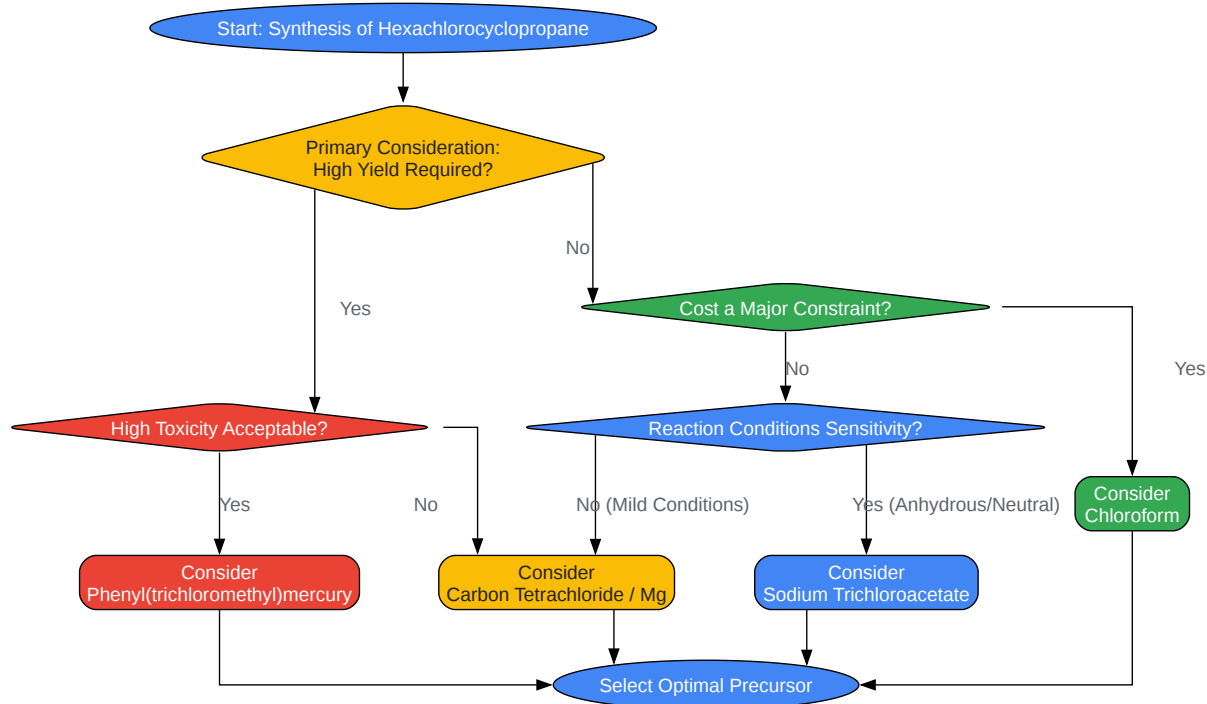 Start: Synthesis of Hexachlorocyclopropane
Primary Consideration:
High Yield Required?
No
Yes
Cost a Major Constraint?
No
Yes
High Toxicity Acceptable?
Reaction Conditions Sensitivity?
Yes
No
No (Mild Conditions)
Yes (Anhydrous/Neutral)
Consider
Chloroform
Consider
Phenyl(trichloromethyl)mercury
Consider
Carbon Tetrachloride / Mg
Consider
Sodium Trichloroacetate
Select Optimal Precursor